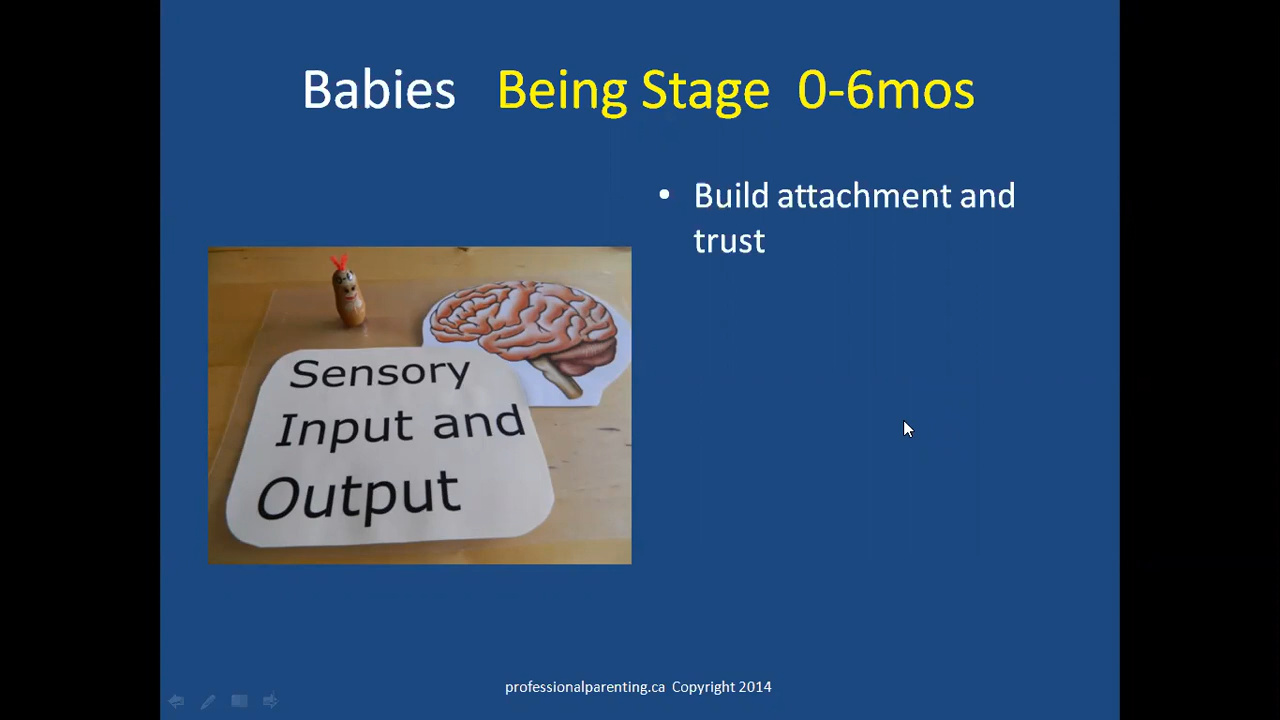 Babies Being Stage 0-6mos
• Build attachment and
trust
Sensory
Input and
Output
professionalparenting.ca Copyright 2014